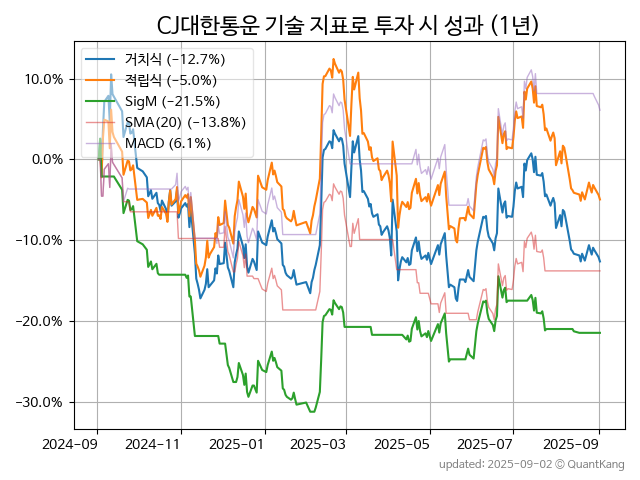 CJ대한통운 기술 지표로 투자 시 성과 (1년)
거치식 (−12.7%)
적립식 (−5.0%)
SigM (−21.5%)
SMA(20) (−13.8%)
MACD (6.1%)
10.0%
0.0%
−10.0%
−20.0%
−30.0%
2024-09 2024-11 2025-01 2025-03 2025-05 2025-07 2025-09
updated: 2025-09-02 © QuantKang